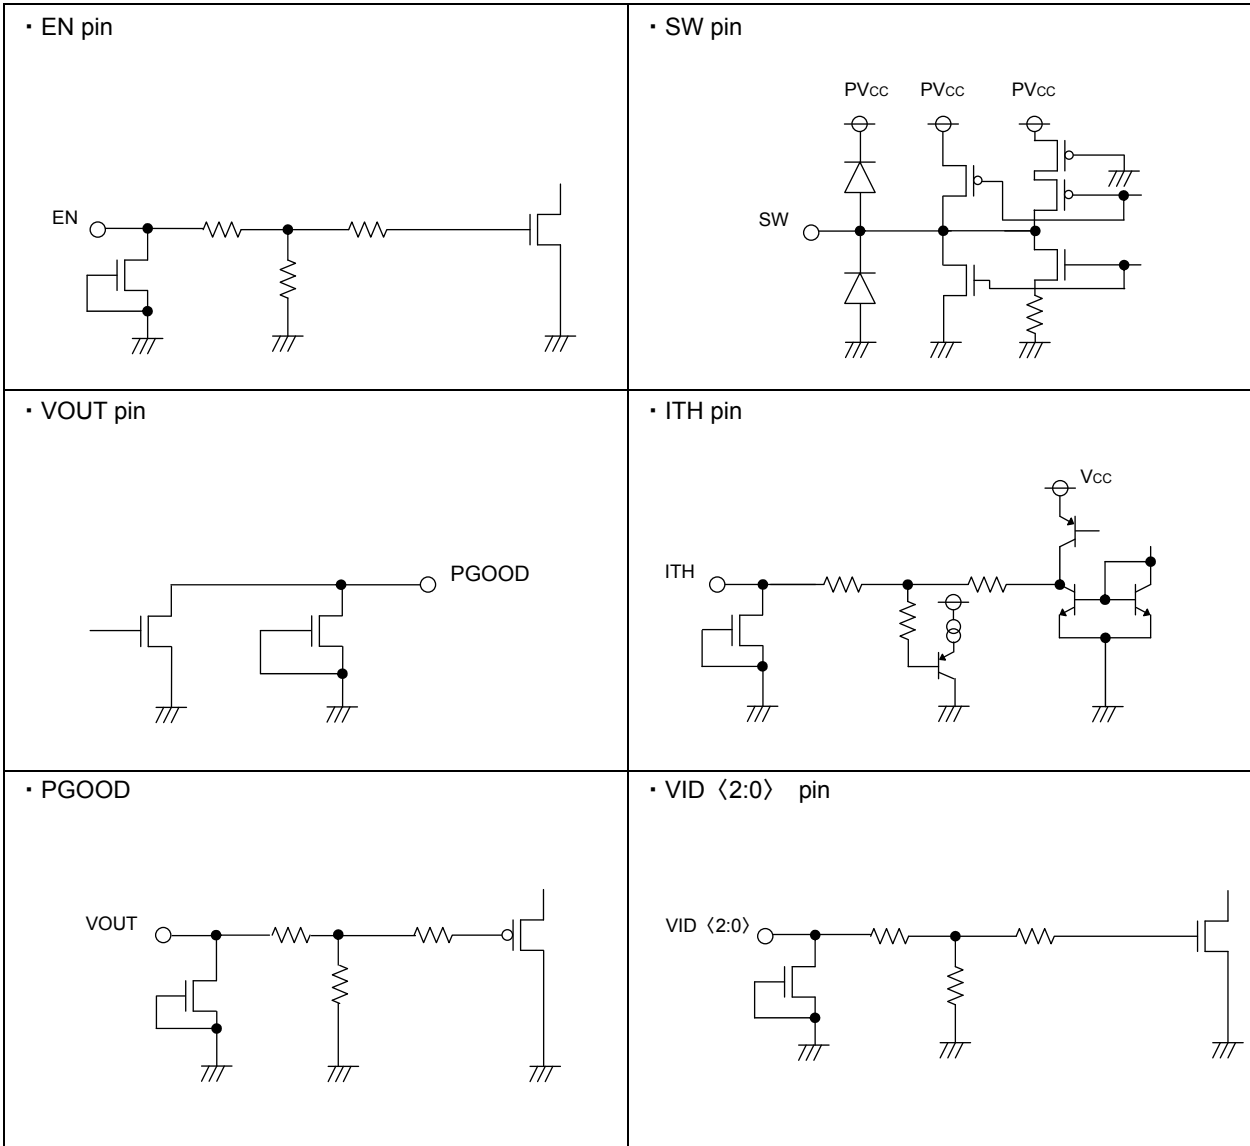 ・EN pin
EN
・SW pin
PVcc PVcc PVcc
SW
・VOUT pin
PGOOD
・ITH pin
Vcc
ITH
・PGOOD
VOUT
・VID〈2:0〉 pin
VID〈2:0〉